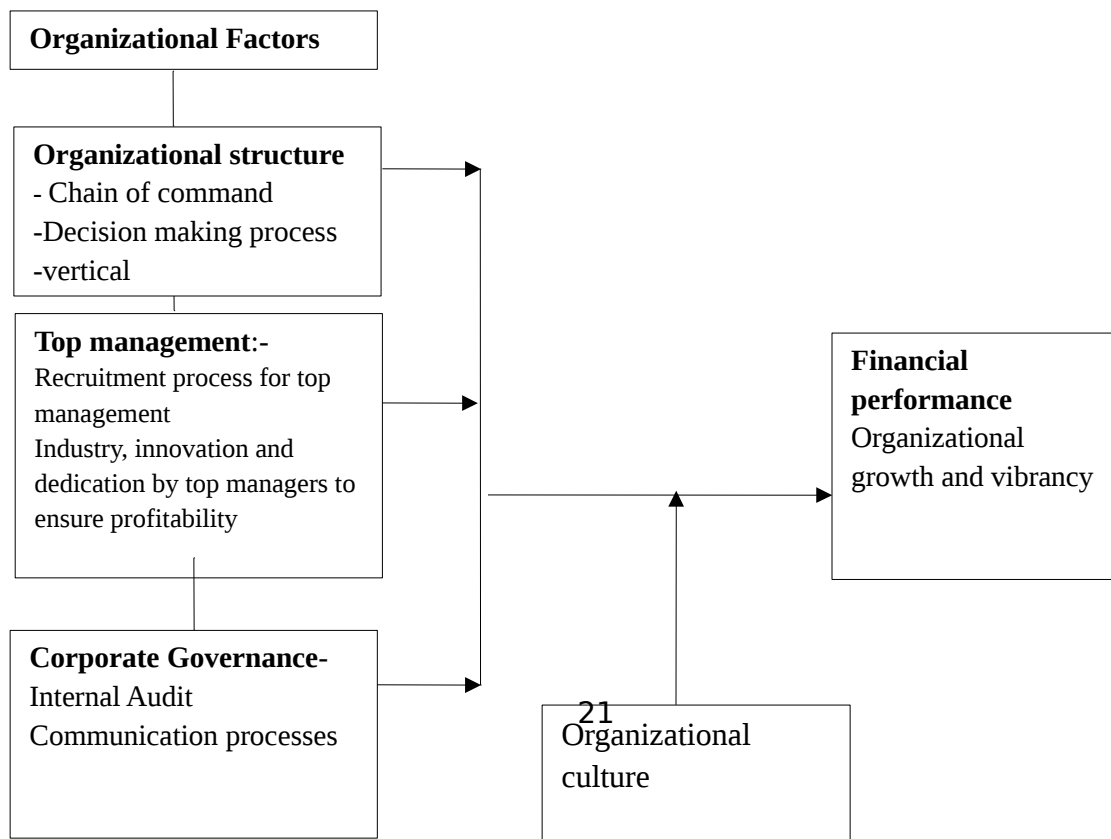 Organizational Factors
Organizational structure
- Chain of command
-Decision making process
-vertical
Top management:-
Recruitment process for top
management
Industry, innovation and
dedication by top managers to
ensure profitability
Corporate Governance-
Internal Audit
Communication processes
Financial
performance
Organizational
growth and vibrancy
21
Organizational
culture